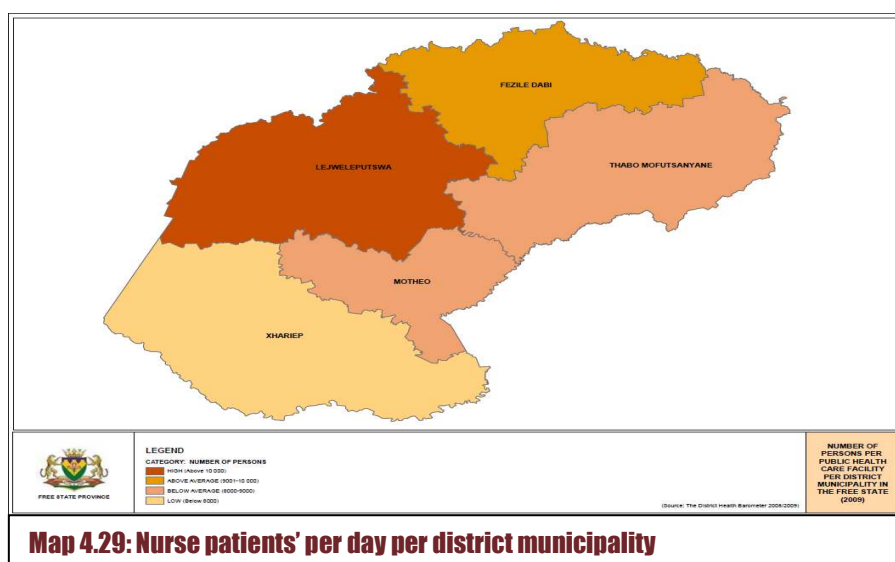 FEZILE DABI
LEJWELEPUTSWA
THABO MOFUTSANYANE
MOTHEO
XHARIEP
FREE STATE PROVINCE
LEGEND
CATEGORY: NUMBER OF PERSONS
HIGH (Above 10 000)
ABOVE AVERAGE (9001-10 000)
BELOW AVERAGE (8000-9000)
LOW (Below 8000)
(Source: The District Health Barometer 2008/2009)
NUMBER OF
PERSONS PER
PUBLIC HEALTH
CARE FACILITY
PER DISTRICT
MUNICIPALITY IN
THE FREE STATE
(2009)
Map 4.29: Nurse patients’ per day per district municipality